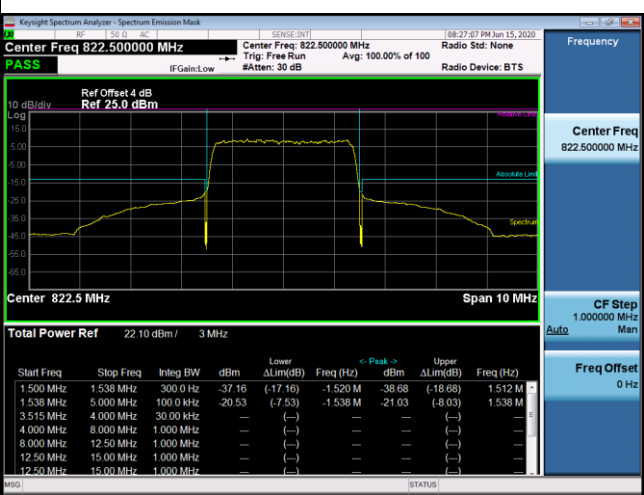 Keysight Spectrum Analyzer - Spectrum Emission Mask
RF 50 Ω AC SENSE:INT 08:27:07 PM Jun 15, 2020
Center Freq 822.500000 MHz
Center Freq: 822.500000 MHz
Radio Std: None
Trig: Free Run Avg: 100.00% of 100
PASS
IFGain:Low
#Atten: 30 dB
Radio Device: BTS
Ref Offset 4 dB
10 dB/div Ref 25.0 dBm
Log
15.0
5.00
-5.00
-15.0
-25.0
-35.0
-45.0
-55.0
-65.0
Relative Limit
Absolute Limit
Spectrum
Center 822.5 MHz Span 10 MHz
Total Power Ref 22.10 dBm / 3 MHz
Lower <- Peak -> Upper
Start Freq Stop Freq Integ BW dBm ΔLim(dB) Freq (Hz) dBm ΔLim(dB) Freq (Hz)
1.500 MHz 1.538 MHz 300.0 Hz -37.16 (-17.16) -1.520 M -38.68 (-18.68) 1.512 M
1.538 MHz 5.000 MHz 100.0 kHz -20.53 (-7.53) -1.538 M -21.03 (-8.03) 1.538 M
3.515 MHz 4.000 MHz 30.00 kHz --- (---) --- (---)
4.000 MHz 8.000 MHz 1.000 MHz --- (---) --- (---)
8.000 MHz 12.50 MHz 1.000 MHz --- (---) --- (---)
12.50 MHz 15.00 MHz 1.000 MHz --- (---) --- (---)
12.50 MHz 15.00 MHz 1.000 MHz --- (---) --- (---)
MSG STATUS
Frequency
Center Freq
822.500000 MHz
CF Step
1.000000 MHz
Auto Man
Freq Offset
0 Hz